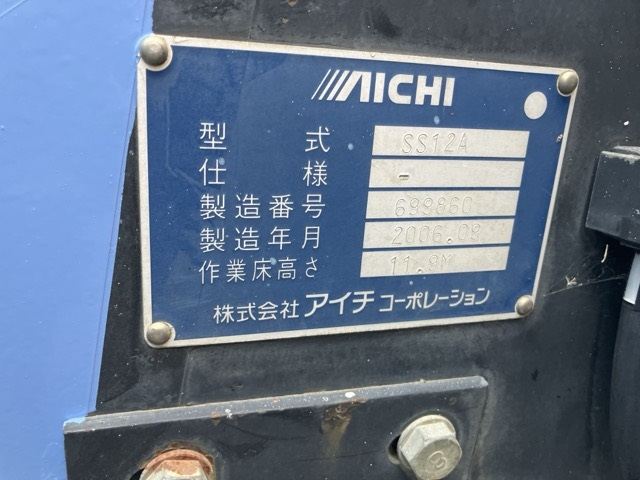 AICHI
型式 SS12A
仕様 -
製造番号 699860
製造年月 2006.08
作業床高さ 11.9M
株式会社 アイチ コーポレーション